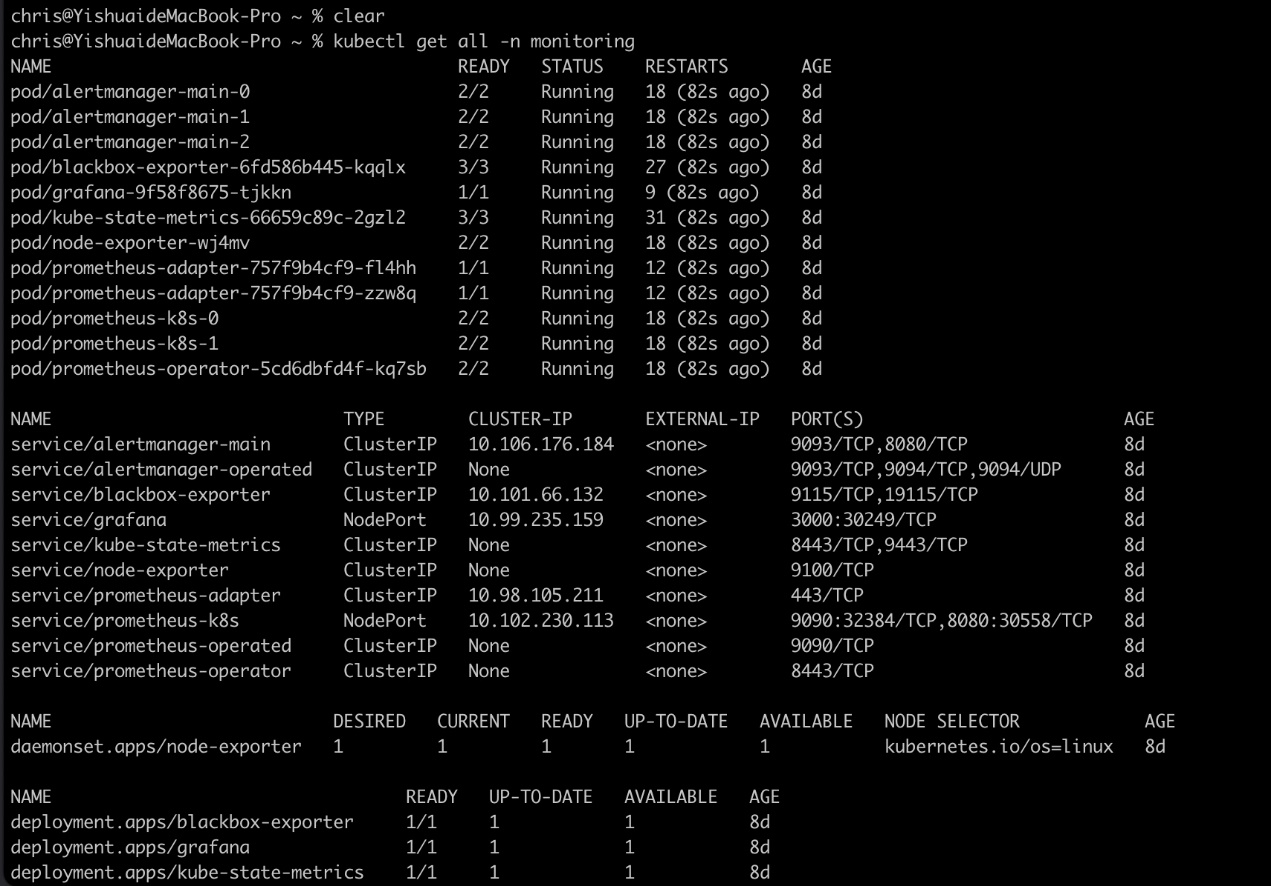 chris@YishuaideMacBook-Pro ~ % clear
chris@YishuaideMacBook-Pro ~ % kubectl get all -n monitoring
NAME READY STATUS RESTARTS AGE
pod/alertmanager-main-0 2/2 Running 18 (82s ago) 8d
pod/alertmanager-main-1 2/2 Running 18 (82s ago) 8d
pod/alertmanager-main-2 2/2 Running 18 (82s ago) 8d
pod/blackbox-exporter-6fd586b445-kqqlx 3/3 Running 27 (82s ago) 8d
pod/grafana-9f58f8675-tjkkn 1/1 Running 9 (82s ago) 8d
pod/kube-state-metrics-66659c89c-2gzl2 3/3 Running 31 (82s ago) 8d
pod/node-exporter-wj4mv 2/2 Running 18 (82s ago) 8d
pod/prometheus-adapter-757f9b4cf9-fl4hh 1/1 Running 12 (82s ago) 8d
pod/prometheus-adapter-757f9b4cf9-zzw8q 1/1 Running 12 (82s ago) 8d
pod/prometheus-k8s-0 2/2 Running 18 (82s ago) 8d
pod/prometheus-k8s-1 2/2 Running 18 (82s ago) 8d
pod/prometheus-operator-5cd6dbfd4f-kq7sb 2/2 Running 18 (82s ago) 8d
NAME TYPE CLUSTER-IP EXTERNAL-IP PORT(S) AGE
service/alertmanager-main ClusterIP 10.106.176.184 <none> 9093/TCP,8080/TCP 8d
service/alertmanager-operated ClusterIP None <none> 9093/TCP,9094/TCP,9094/UDP 8d
service/blackbox-exporter ClusterIP 10.101.66.132 <none> 9115/TCP,19115/TCP 8d
service/grafana NodePort 10.99.235.159 <none> 3000:30249/TCP 8d
service/kube-state-metrics ClusterIP None <none> 8443/TCP,9443/TCP 8d
service/node-exporter ClusterIP None <none> 9100/TCP 8d
service/prometheus-adapter ClusterIP 10.98.105.211 <none> 443/TCP 8d
service/prometheus-k8s NodePort 10.102.230.113 <none> 9090:32384/TCP,8080:30558/TCP 8d
service/prometheus-operated ClusterIP None <none> 9090/TCP 8d
service/prometheus-operator ClusterIP None <none> 8443/TCP 8d
NAME DESIRED CURRENT READY UP-TO-DATE AVAILABLE NODE SELECTOR AGE
daemonset.apps/node-exporter 1 1 1 1 1 kubernetes.io/os=linux 8d
NAME READY UP-TO-DATE AVAILABLE AGE
deployment.apps/blackbox-exporter 1/1 1 1 8d
deployment.apps/grafana 1/1 1 1 8d
deployment.apps/kube-state-metrics 1/1 1 1 8d